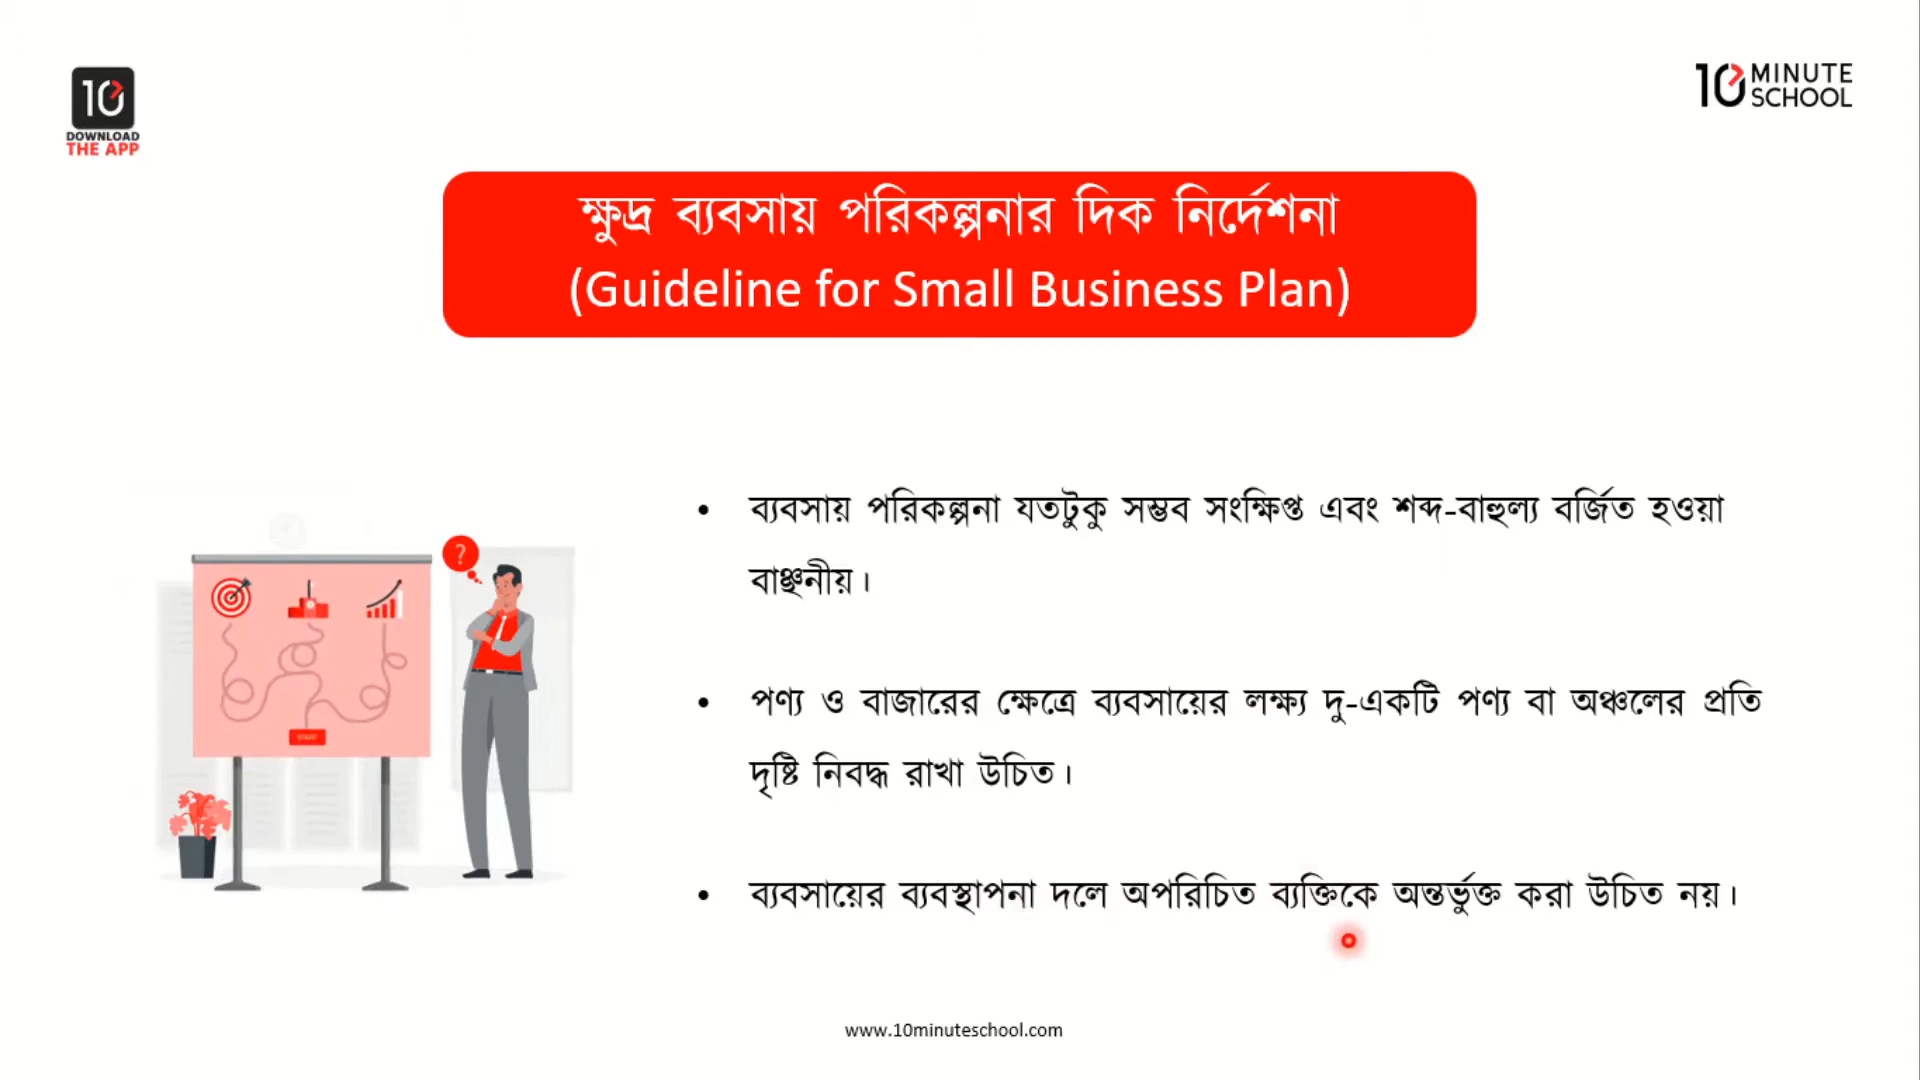 10
DOWNLOAD
THE APP
10 MINUTE
SCHOOL
ক্ষুদ্র ব্যবসায় পরিকল্পনার দিক নির্দেশনা
(Guideline for Small Business Plan)
• ব্যবসায় পরিকল্পনা যতটুকু সম্ভব সংক্ষিপ্ত এবং শব্দ-বাহুল্য বর্জিত হওয়া
বাঞ্ছনীয়।
• পণ্য ও বাজারের ক্ষেত্রে ব্যবসায়ের লক্ষ্য দু-একটি পণ্য বা অঞ্চলের প্রতি
দৃষ্টি নিবদ্ধ রাখা উচিত।
• ব্যবসায়ের ব্যবস্থাপনা দলে অপরিচিত ব্যক্তিকে অন্তর্ভুক্ত করা উচিত নয়।
?
START
www.10minuteschool.com